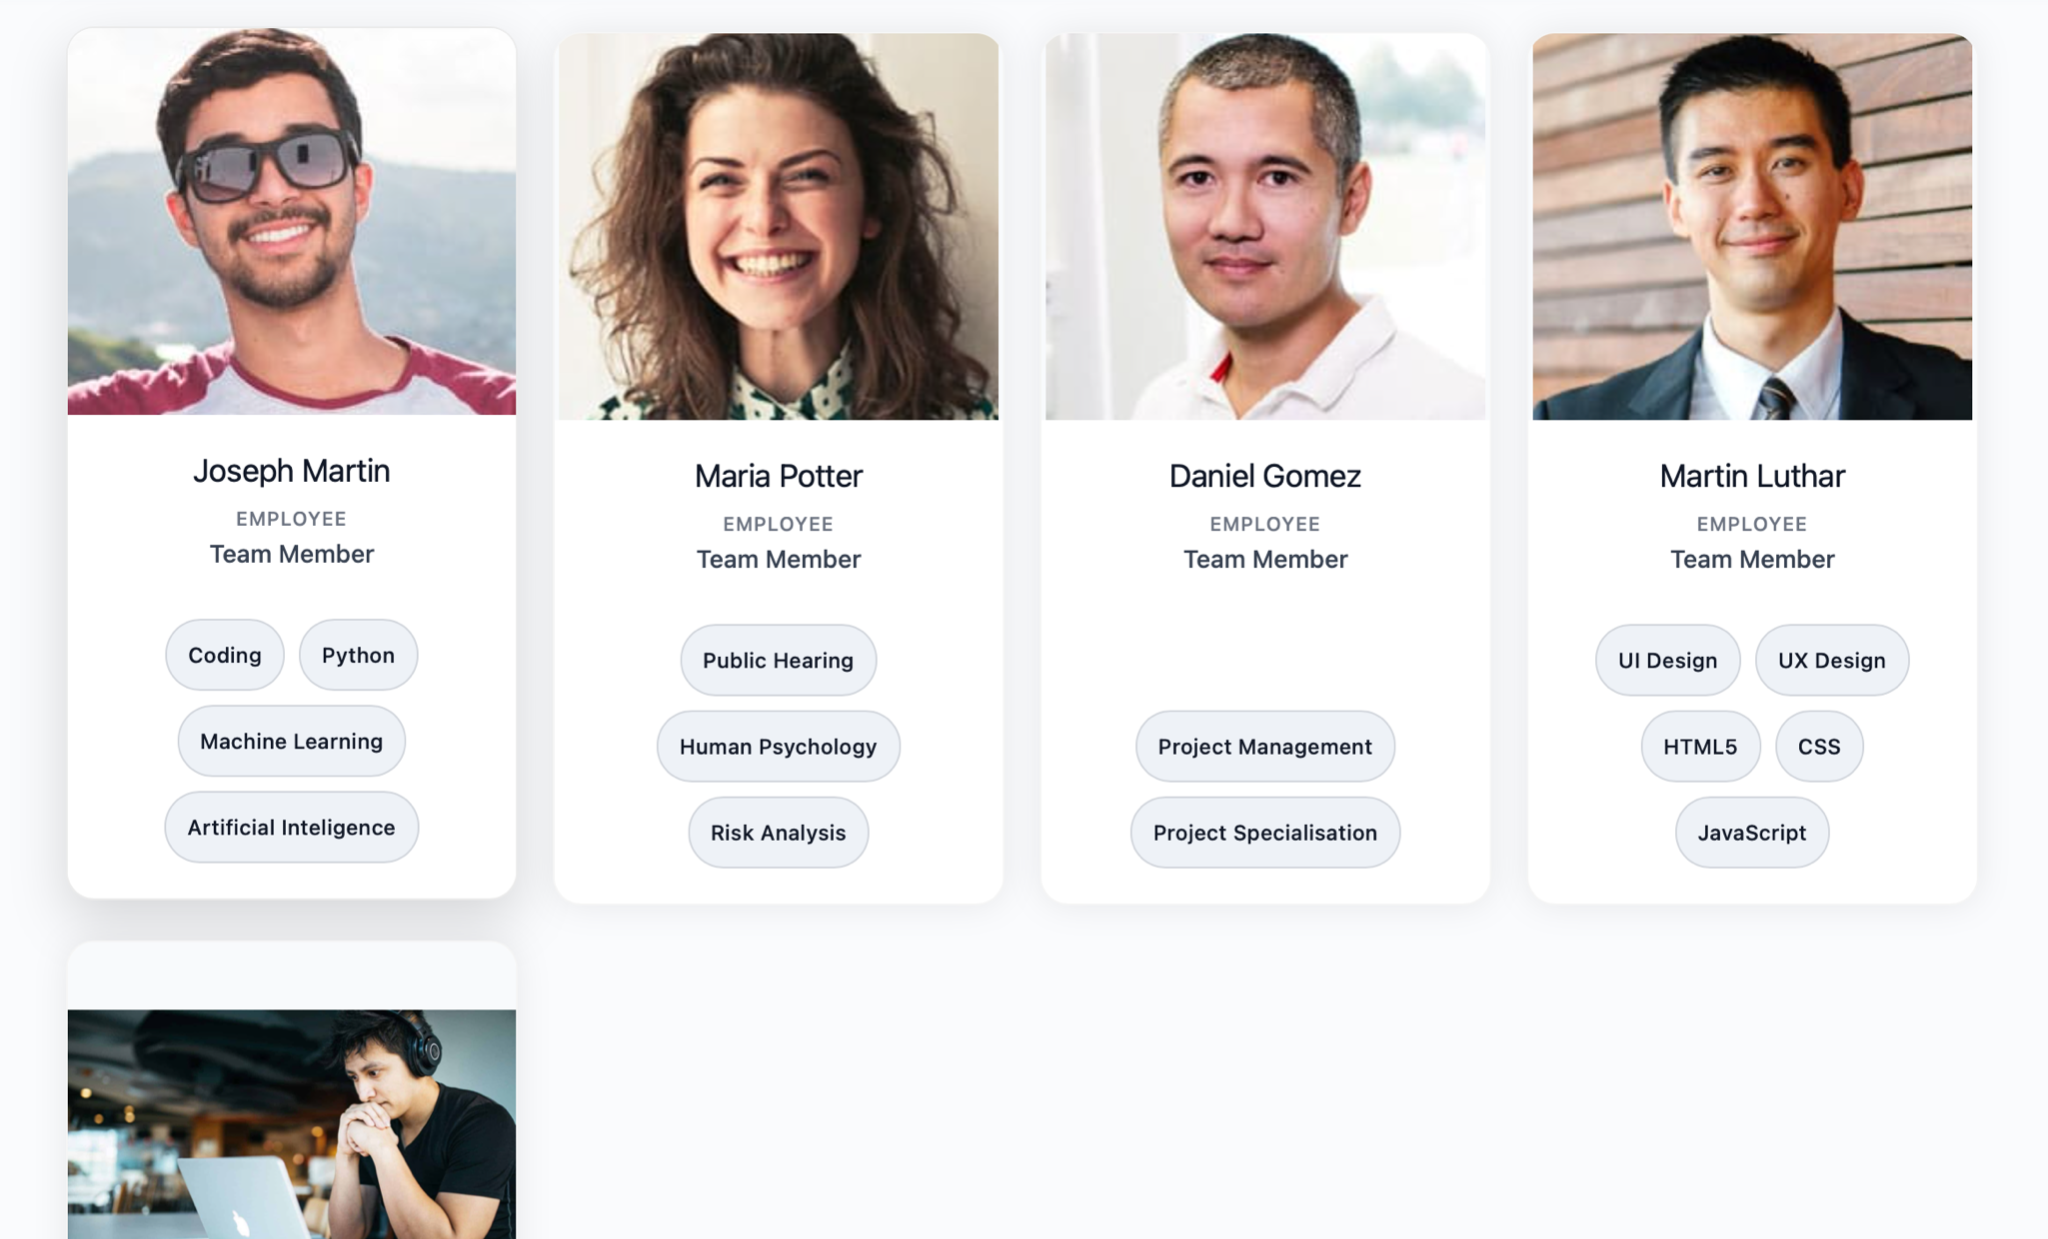 Joseph Martin
EMPLOYEE
Team Member
Coding Python
Machine Learning
Artificial Inteligence
Maria Potter
EMPLOYEE
Team Member
Public Hearing
Human Psychology
Risk Analysis
Daniel Gomez
EMPLOYEE
Team Member
Project Management
Project Specialisation
Martin Luthar
EMPLOYEE
Team Member
UI Design UX Design
HTML5 CSS
JavaScript